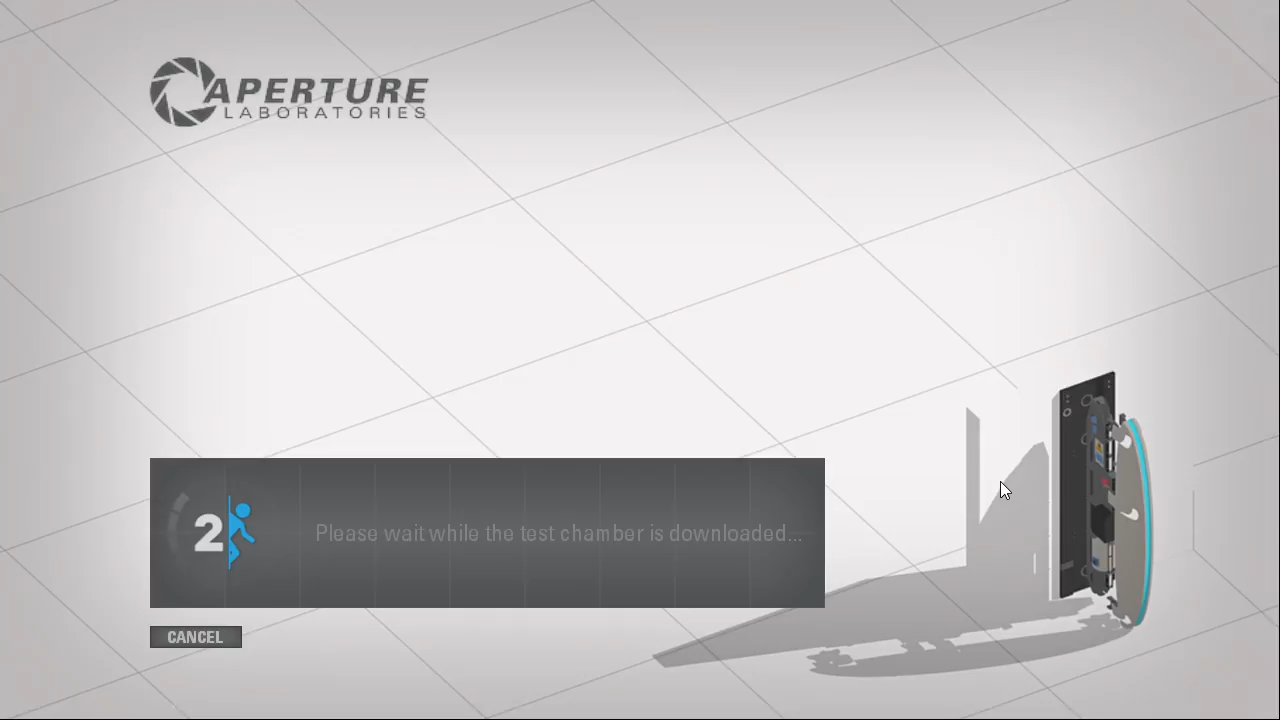 APERTURE
LABORATORIES
2
Please wait while the test chamber is downloaded...
CANCEL